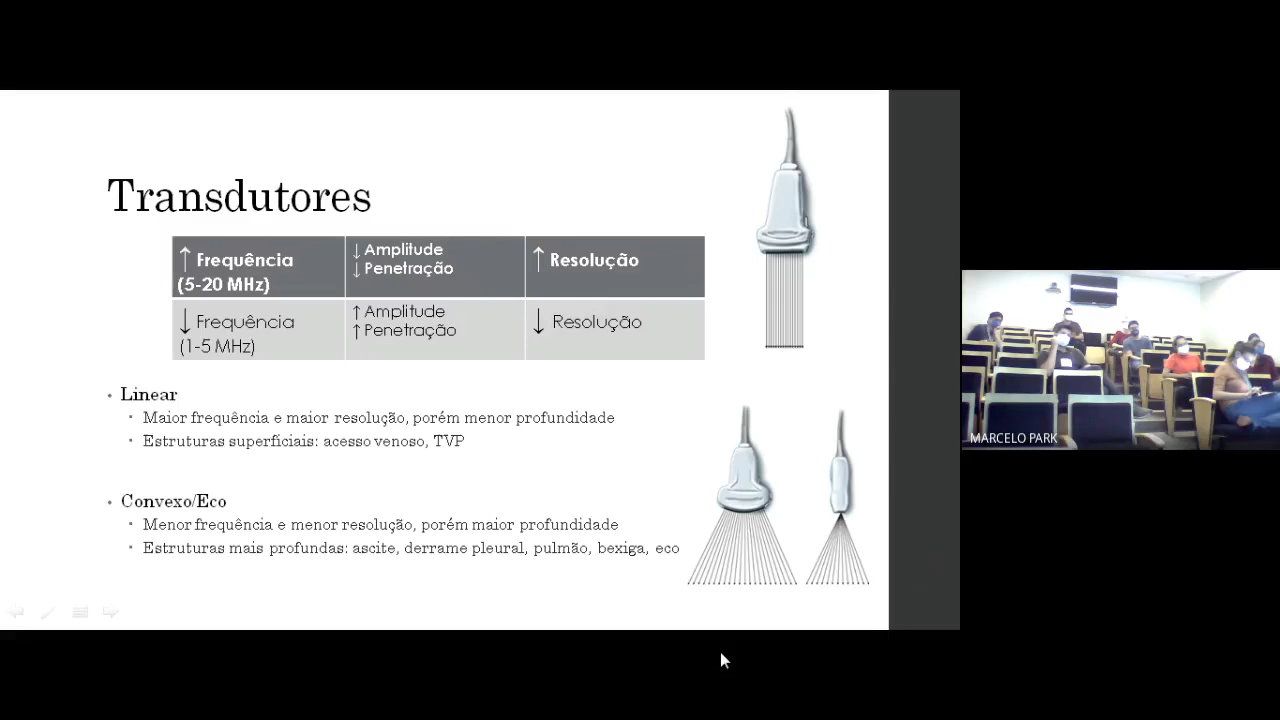 Transdutores
↑ Frequência
(5-20 MHz)
↓ Amplitude
↓ Penetração
↑ Resolução
↓ Frequência
(1-5 MHz)
↑ Amplitude
↑ Penetração
↓ Resolução
• Linear
• Maior frequência e maior resolução, porém menor profundidade
• Estruturas superficiais: acesso venoso, TVP
• Convexo/Eco
• Menor frequência e menor resolução, porém maior profundidade
• Estruturas mais profundas: ascite, derrame pleural, pulmão, bexiga, eco
MARCELO PARK